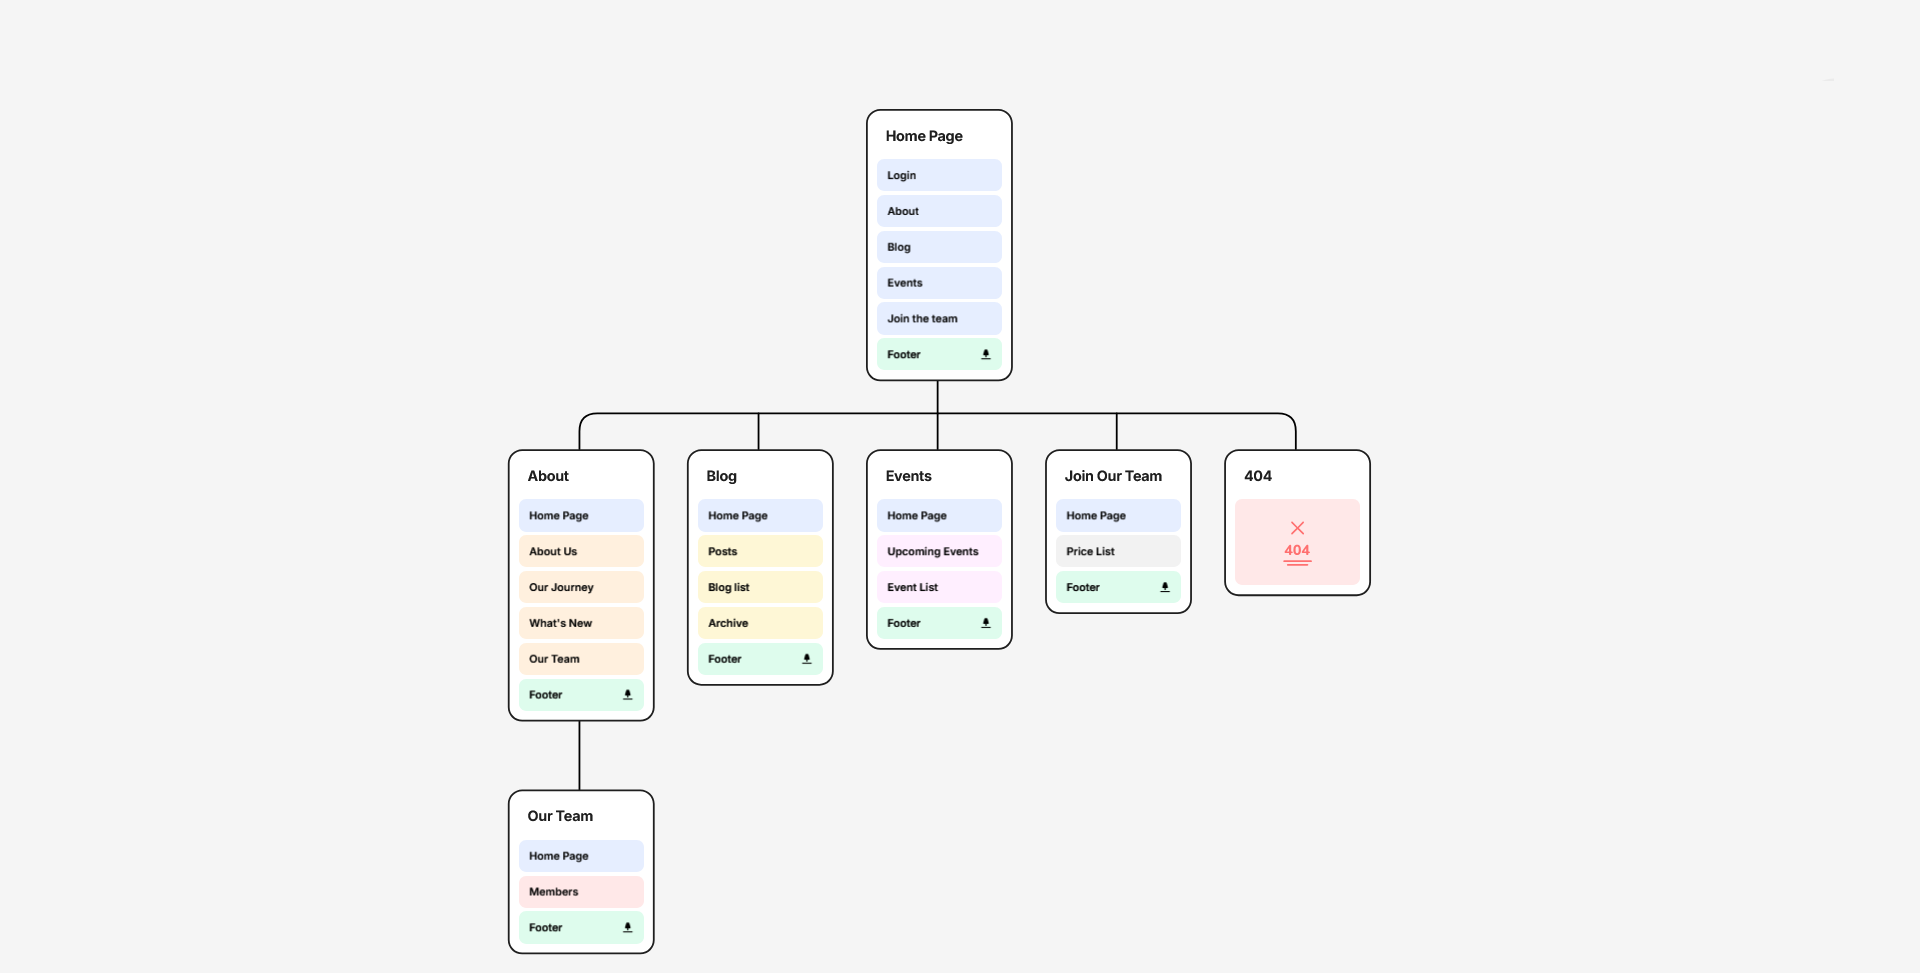 Home Page
Login
About
Blog
Events
Join the team
Footer
About
Home Page
About Us
Our Journey
What's New
Our Team
Footer
Blog
Home Page
Posts
Blog list
Archive
Footer
Events
Home Page
Upcoming Events
Event List
Footer
Join Our Team
Home Page
Price List
Footer
404
404
Our Team
Home Page
Members
Footer